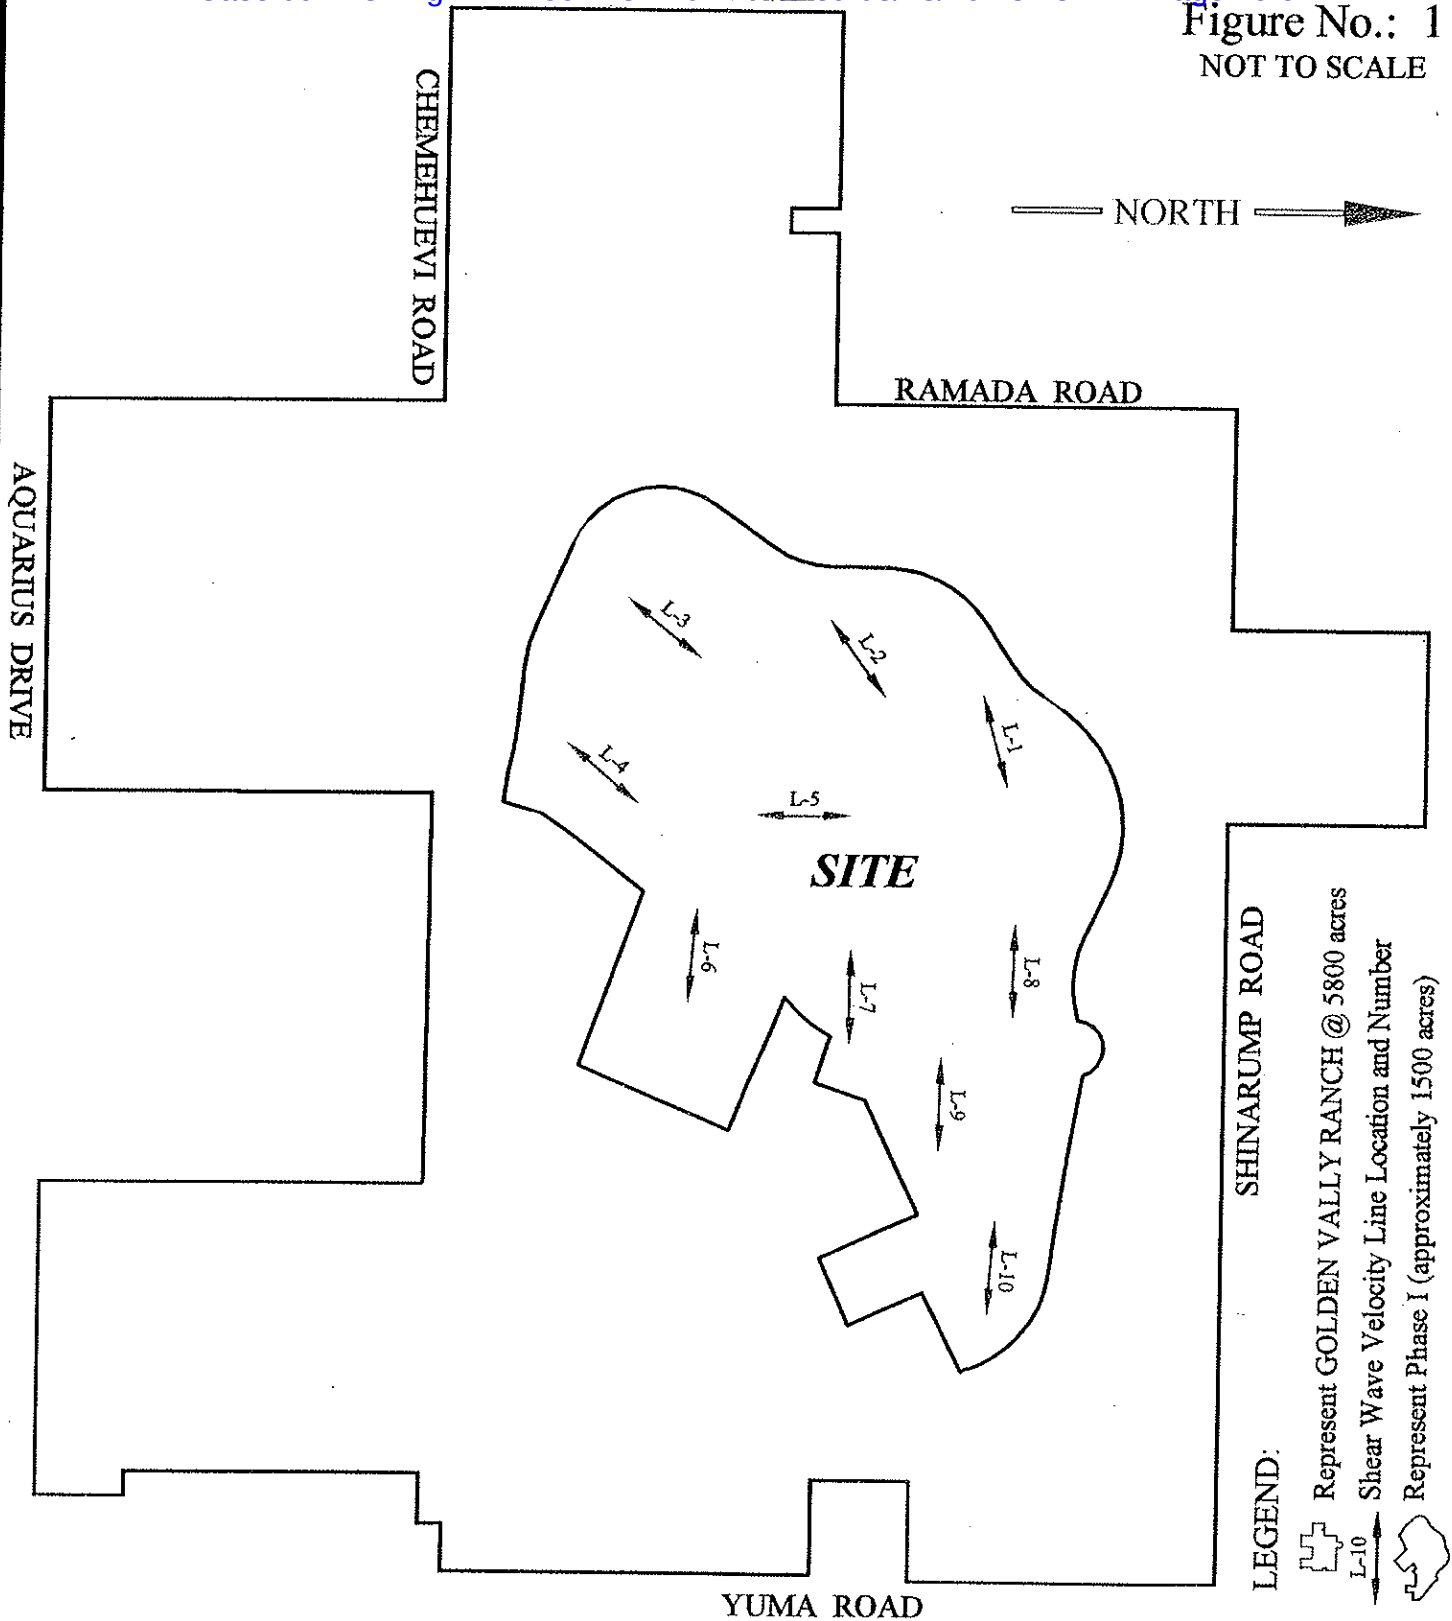 Figure No.: 1
NOT TO SCALE
NORTH
CHEMEHUEVI ROAD
RAMADA ROAD
AQUARIUS DRIVE
L-3
L-2
L-1
L-4
L-5
SITE
L-6
L-7
L-8
L-9
L-10
SHINARUMP ROAD
YUMA ROAD
LEGEND:
Represent GOLDEN VALLY RANCH @ 5800 acres
L-10 Shear Wave Velocity Line Location and Number
Represent Phase I (approximately 1500 acres)